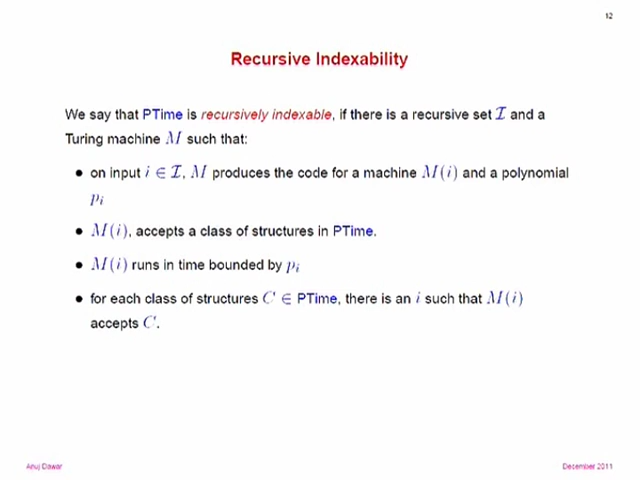 12
Recursive Indexability
We say that PTime is recursively indexable, if there is a recursive set 𝓘 and a
Turing machine M such that:
• on input i ∈ 𝓘, M produces the code for a machine M(i) and a polynomial
p_i
• M(i), accepts a class of structures in PTime.
• M(i) runs in time bounded by p_i
• for each class of structures C ∈ PTime, there is an i such that M(i)
accepts C.
Anuj Dawar
December 2011